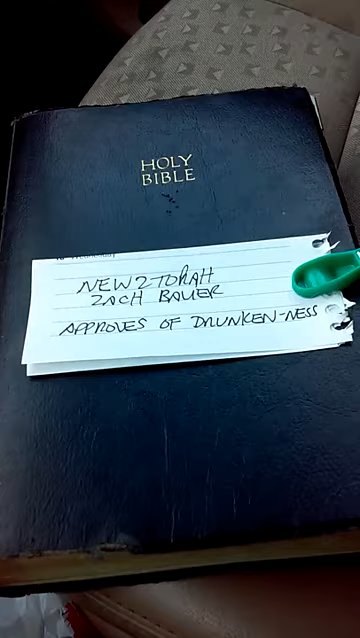 HOLY
BIBLE
NEW2TORAH
ZACH BAUER
APPROVES OF DRUNKEN-NESS